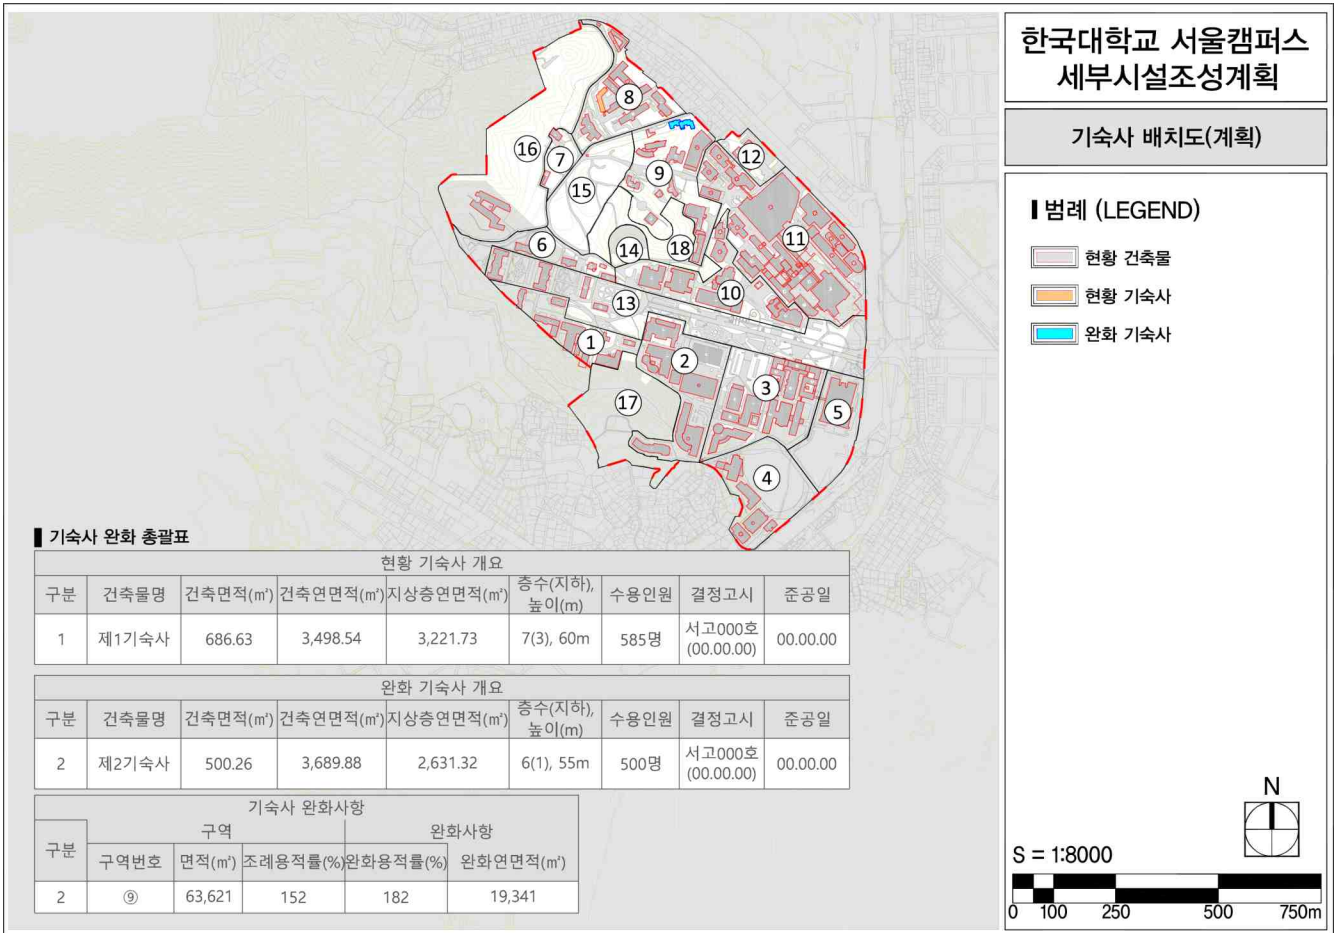 한국대학교 서울캠퍼스
세부시설조성계획
기숙사 배치도(계획)
▌범례 (LEGEND)
현황 건축물
현황 기숙사
완화 기숙사
8
16
7
12
15
9
6
14
18
11
10
13
1
2
3
17
5
4
▌기숙사 완화 총괄표
현황 기숙사 개요
구분 건축물명 건축면적(㎡) 건축연면적(㎡) 지상층연면적(㎡) 층수(지하), 높이(m) 수용인원 결정고시 준공일
1 제1기숙사 686.63 3,498.54 3,221.73 7(3), 60m 585명 서고000호 (00.00.00) 00.00.00
완화 기숙사 개요
구분 건축물명 건축면적(㎡) 건축연면적(㎡) 지상층연면적(㎡) 층수(지하), 높이(m) 수용인원 결정고시 준공일
2 제2기숙사 500.26 3,689.88 2,631.32 6(1), 55m 500명 서고000호 (00.00.00) 00.00.00
기숙사 완화사항
구분 구역 완화사항
구역번호 면적(㎡) 조례용적률(%) 완화용적률(%) 완화연면적(㎡)
2 ⑨ 63,621 152 182 19,341
N
S = 1:8000
0 100 250 500 750m